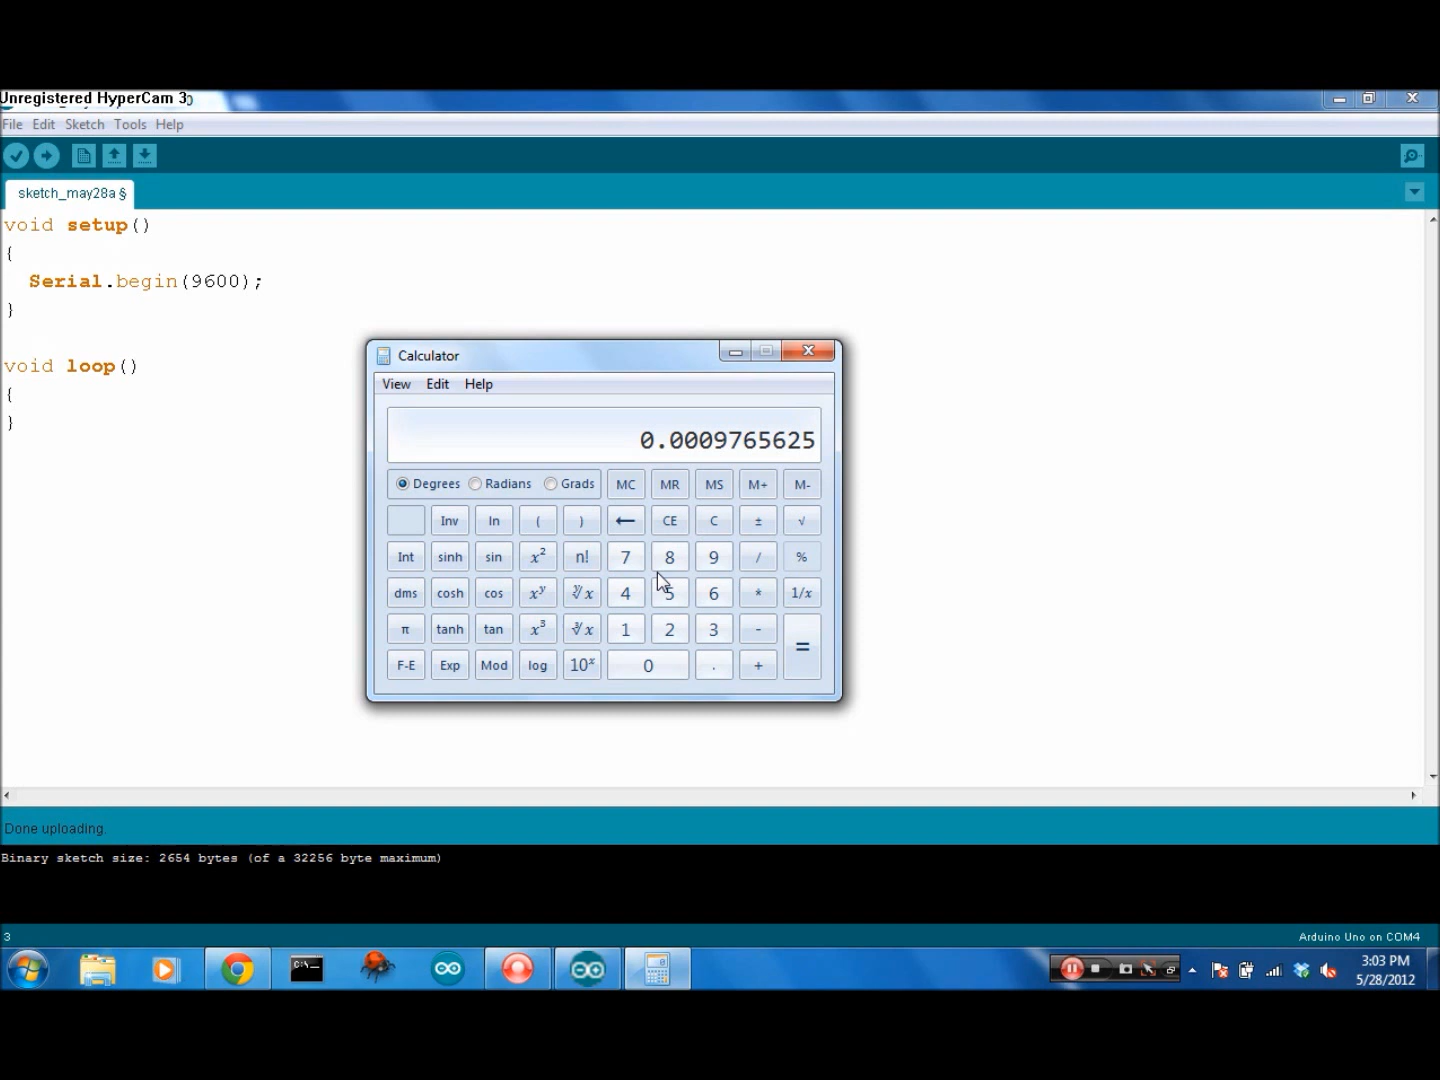 Unregistered HyperCam 3
File Edit Sketch Tools Help
sketch_may28a §
void setup()
{
Serial.begin(9600);
}
void loop()
{
}
Calculator
View Edit Help
0.0009765625
Degrees Radians Grads MC MR MS M+ M-
Inv ln ( ) ← CE C ± √
Int sinh sin x² n! 7 8 9 / %
dms cosh cos xʸ ʸ√x 4 5 6 * 1/x
π tanh tan x³ ³√x 1 2 3 - =
F-E Exp Mod log 10ˣ 0 . +
Done uploading.
Binary sketch size: 2654 bytes (of a 32256 byte maximum)
3 Arduino Uno on COM4
C:\
3:03 PM
5/28/2012